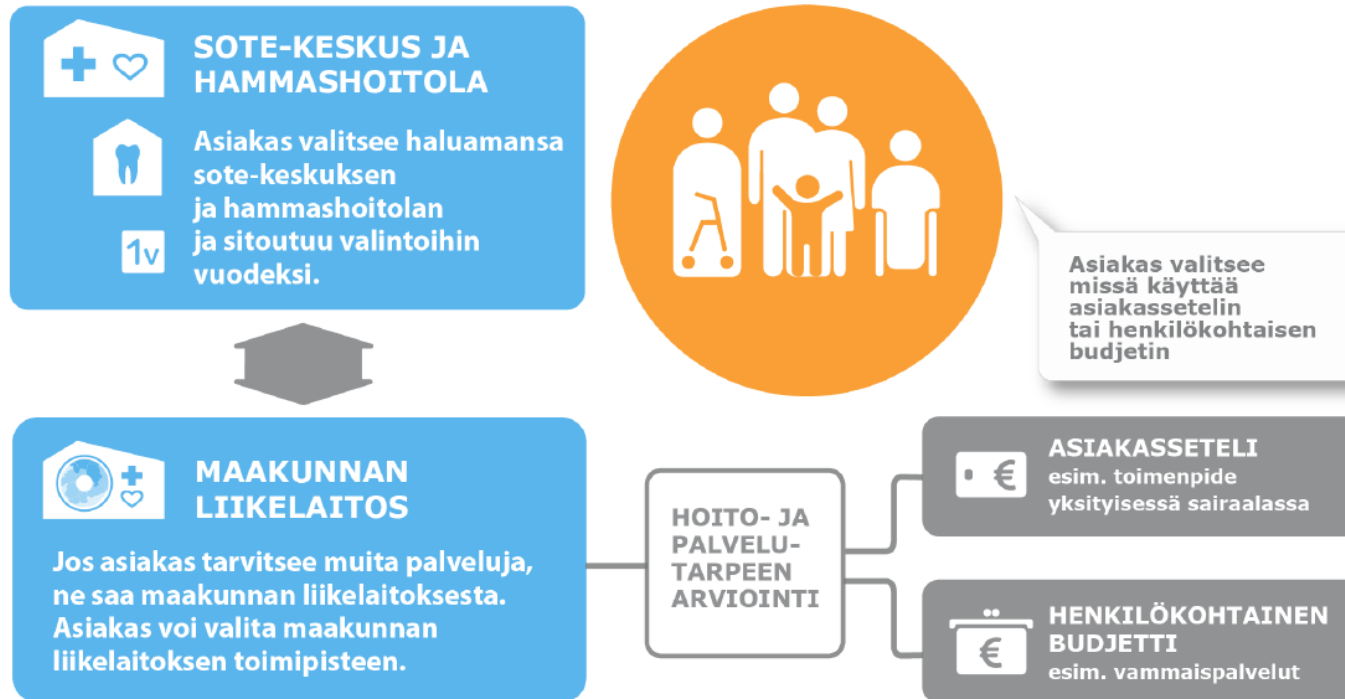 SOTE-KESKUS JA
HAMMASHOITOLA
Asiakas valitsee haluamansa
sote-keskuksen
ja hammashoitolan
ja sitoutuu valintoihin
vuodeksi.
1v
Asiakas valitsee
missä käyttää
asiakassetelin
tai henkilökohtaisen
budjetin
MAAKUNNAN
LIIKELAITOS
Jos asiakas tarvitsee muita palveluja,
ne saa maakunnan liikelaitoksesta.
Asiakas voi valita maakunnan
liikelaitoksen toimipisteen.
HOITO- JA
PALVELU-
TARPEEN
ARVIOINTI
€
ASIAKASSETELI
esim. toimenpide
yksityisessä sairaalassa
€
HENKILÖKOHTAINEN
BUDJETTI
esim. vammaispalvelut